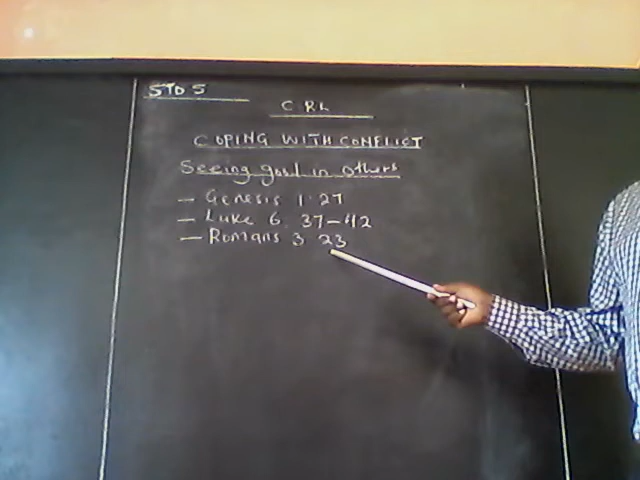 STD 5
C R L
COPING WITH CONFLICT
Seeing good in others
- Genesis 1:27
- Luke 6: 37-42
- Romans 3 23